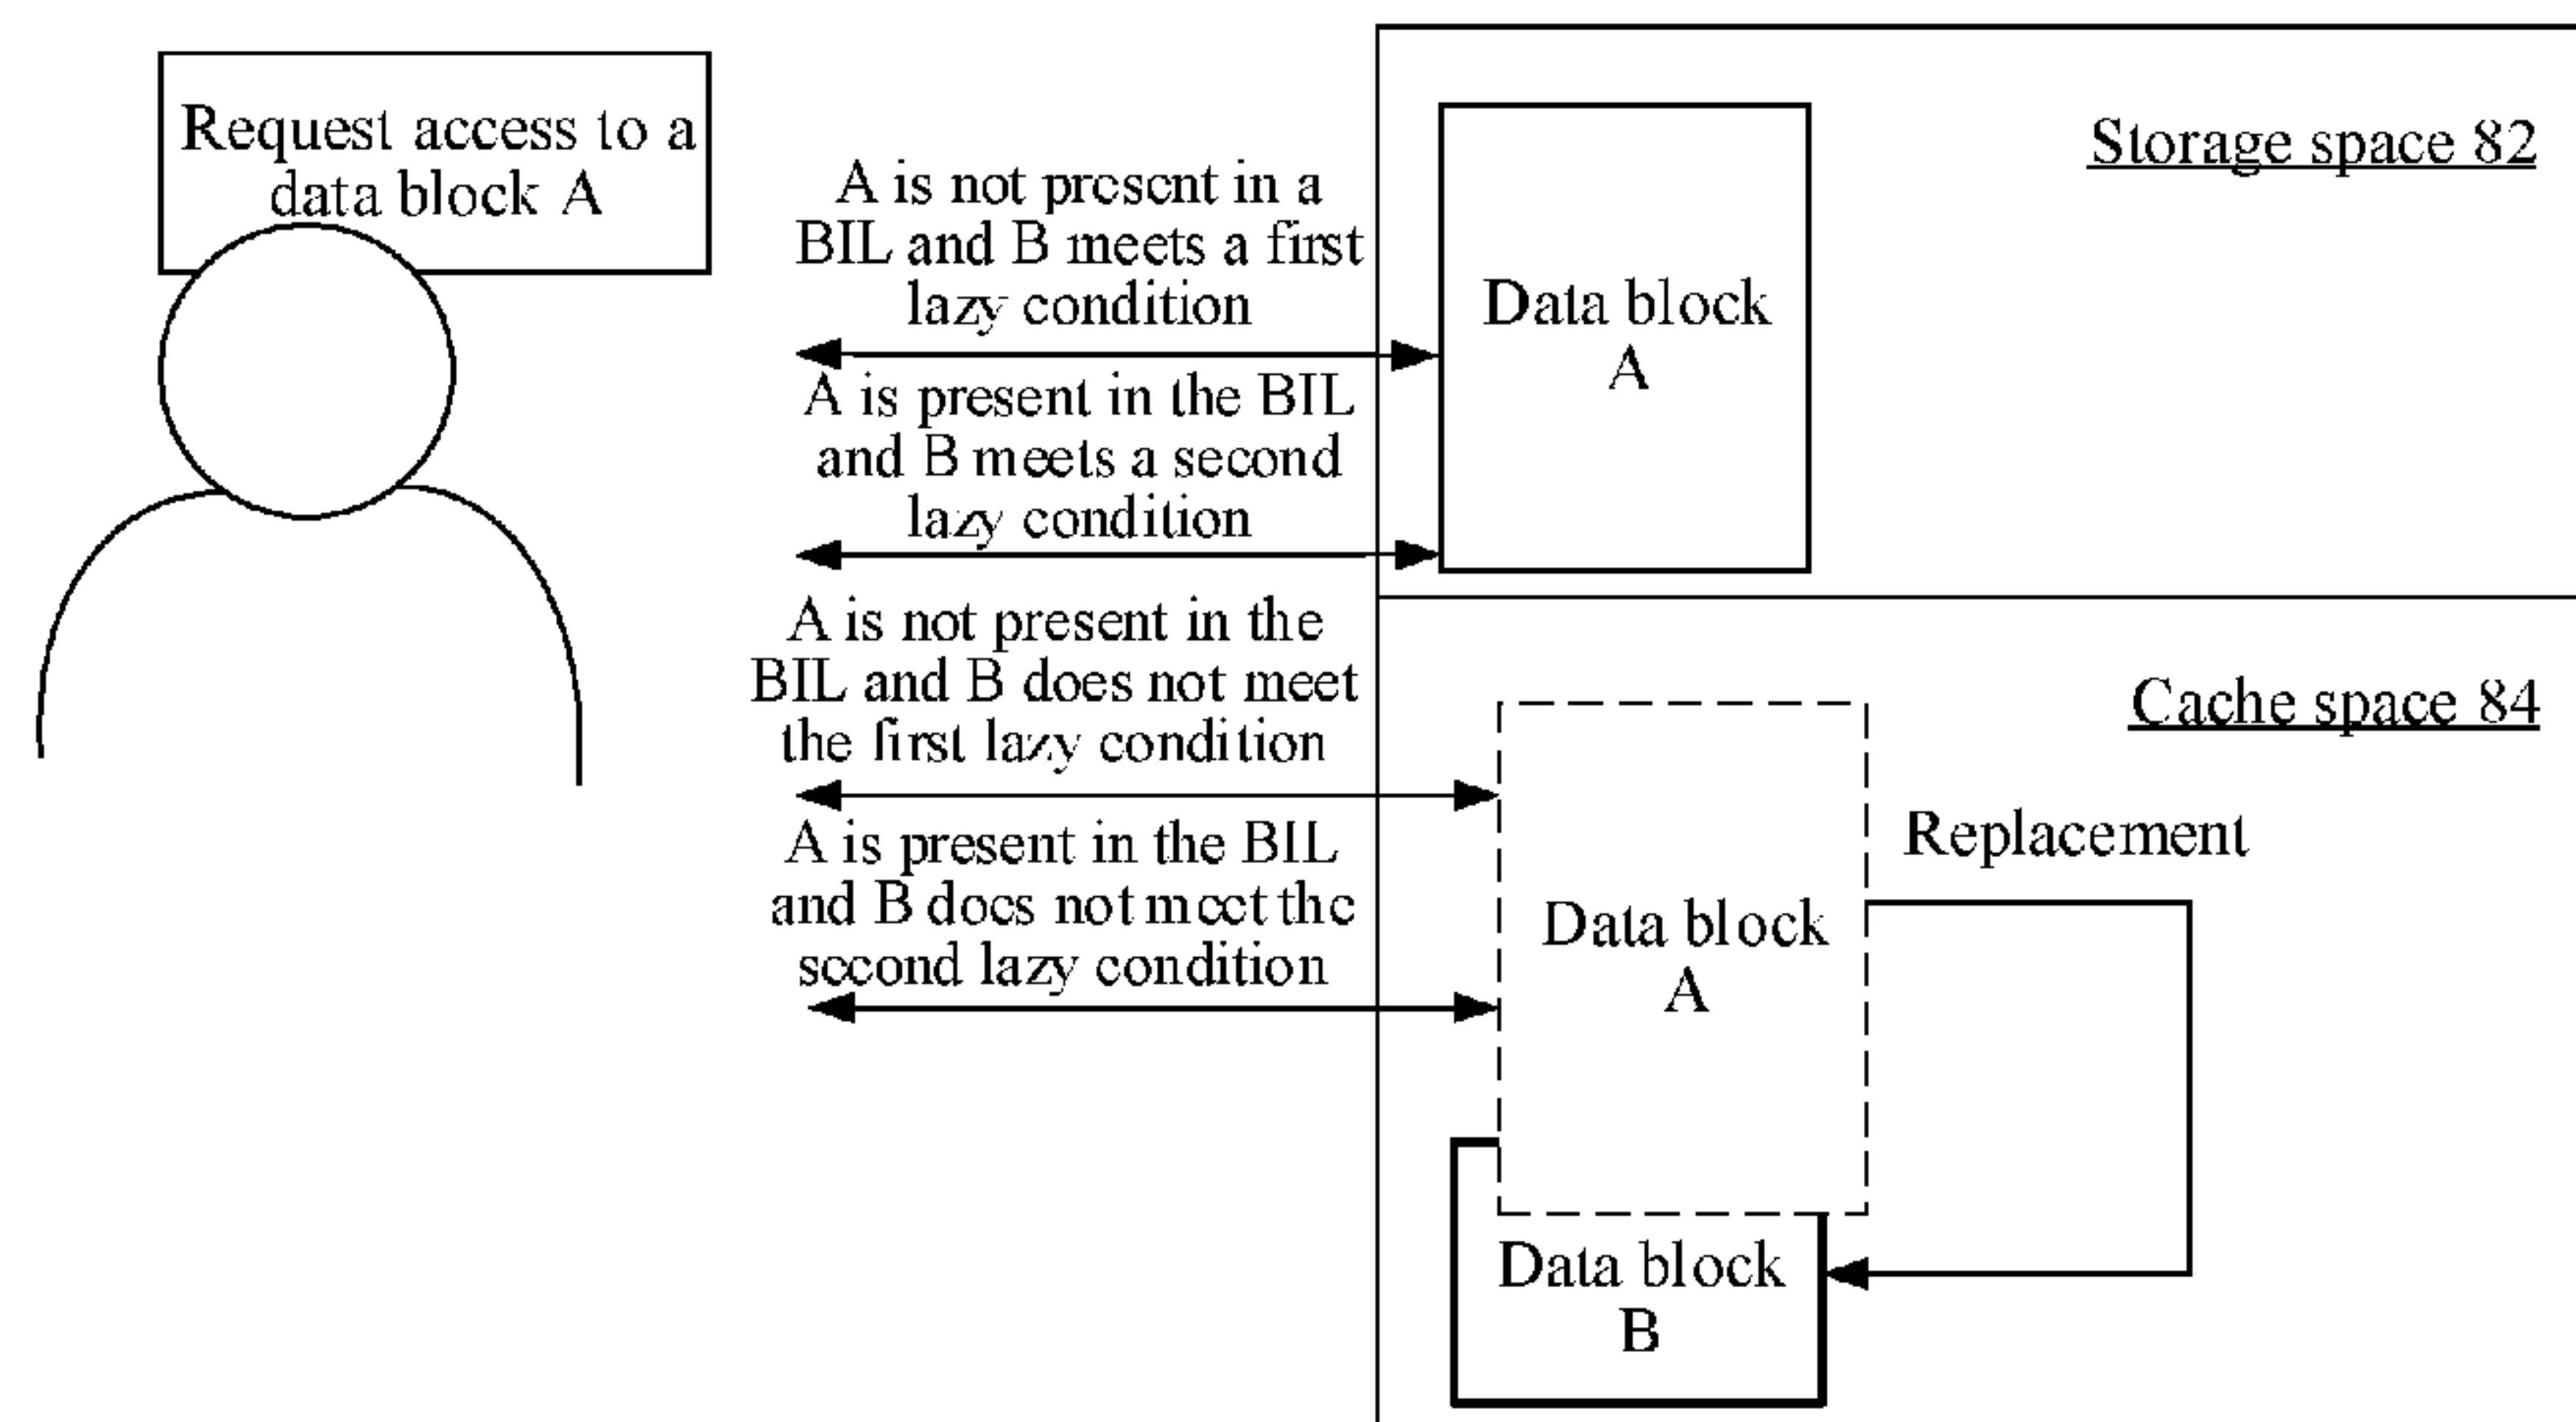 Request access to a
data block A
A is not present in a
BIL and B meets a first
lazy condition
A is present in the BIL
and B meets a second
lazy condition
A is not present in the
BIL and B does not meet
the first lazy condition
A is present in the BIL
and B does not meet the
second lazy condition
Data block
A
Storage space 82
Cache space 84
Data block
A
Replacement
Data block
B